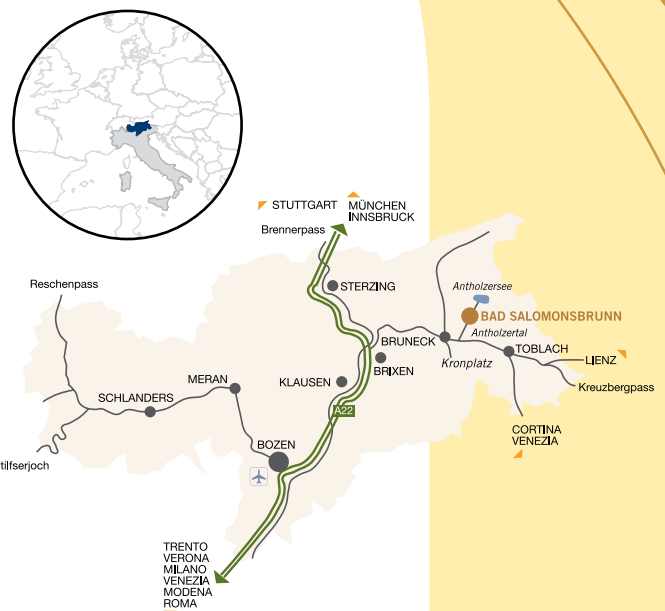 STUTTGART
MÜNCHEN
INNSBRUCK
Brennerpass
Reschenpass
STERZING
Antholzersee
BAD SALOMONSBRUNN
Antholzertal
BRUNECK
TOBLACH
LIENZ
Kronplatz
BRIXEN
KLAUSEN
MERAN
Kreuzbergpass
SCHLANDERS
A22
CORTINA
VENEZIA
BOZEN
tilfserjoch
TRENTO
VERONA
MILANO
VENEZIA
MODENA
ROMA